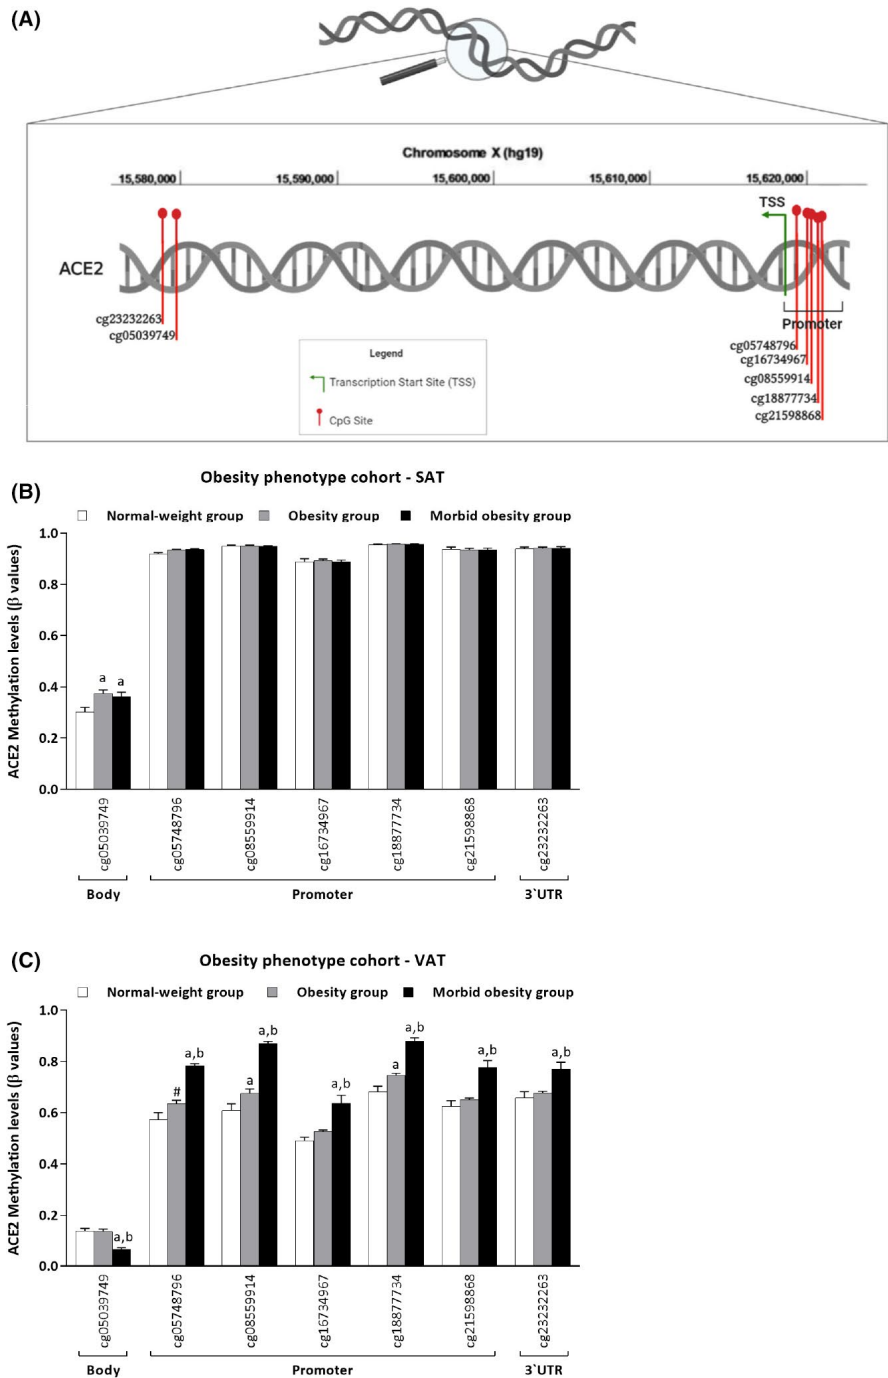 (A)
Chromosome X (hg19)
15,580,000 15,590,000 15,600,000 15,610,000 15,620,000
TSS
ACE2
cg23232263
cg05039749
Promoter
cg05748796
cg16734967
cg08559914
cg18877734
cg21598868
Legend
Transcription Start Site (TSS)
CpG Site
(B)
Obesity phenotype cohort - SAT
Normal-weight group Obesity group Morbid obesity group
ACE2 Methylation levels (β values)
1.0
0.8
0.6
0.4
0.2
0.0
a a
cg05039749 cg05748796 cg08559914 cg16734967 cg18877734 cg21598868 cg23232263
Body Promoter 3`UTR
(C)
Obesity phenotype cohort - VAT
Normal-weight group Obesity group Morbid obesity group
ACE2 Methylation levels (β values)
1.0
0.8
0.6
0.4
0.2
0.0
a,b # a,b a a,b a,b a a,b a,b a,b
cg05039749 cg05748796 cg08559914 cg16734967 cg18877734 cg21598868 cg23232263
Body Promoter 3`UTR